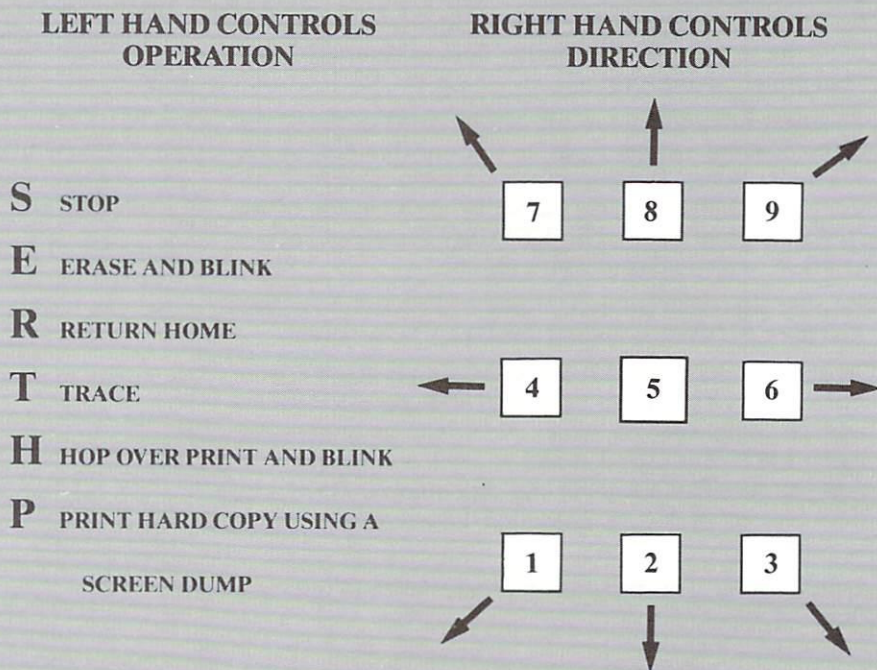 LEFT HAND CONTROLS
OPERATION
RIGHT HAND CONTROLS
DIRECTION
S STOP
E ERASE AND BLINK
R RETURN HOME
T TRACE
H HOP OVER PRINT AND BLINK
P PRINT HARD COPY USING A
SCREEN DUMP
7 8 9
4 5 6
1 2 3